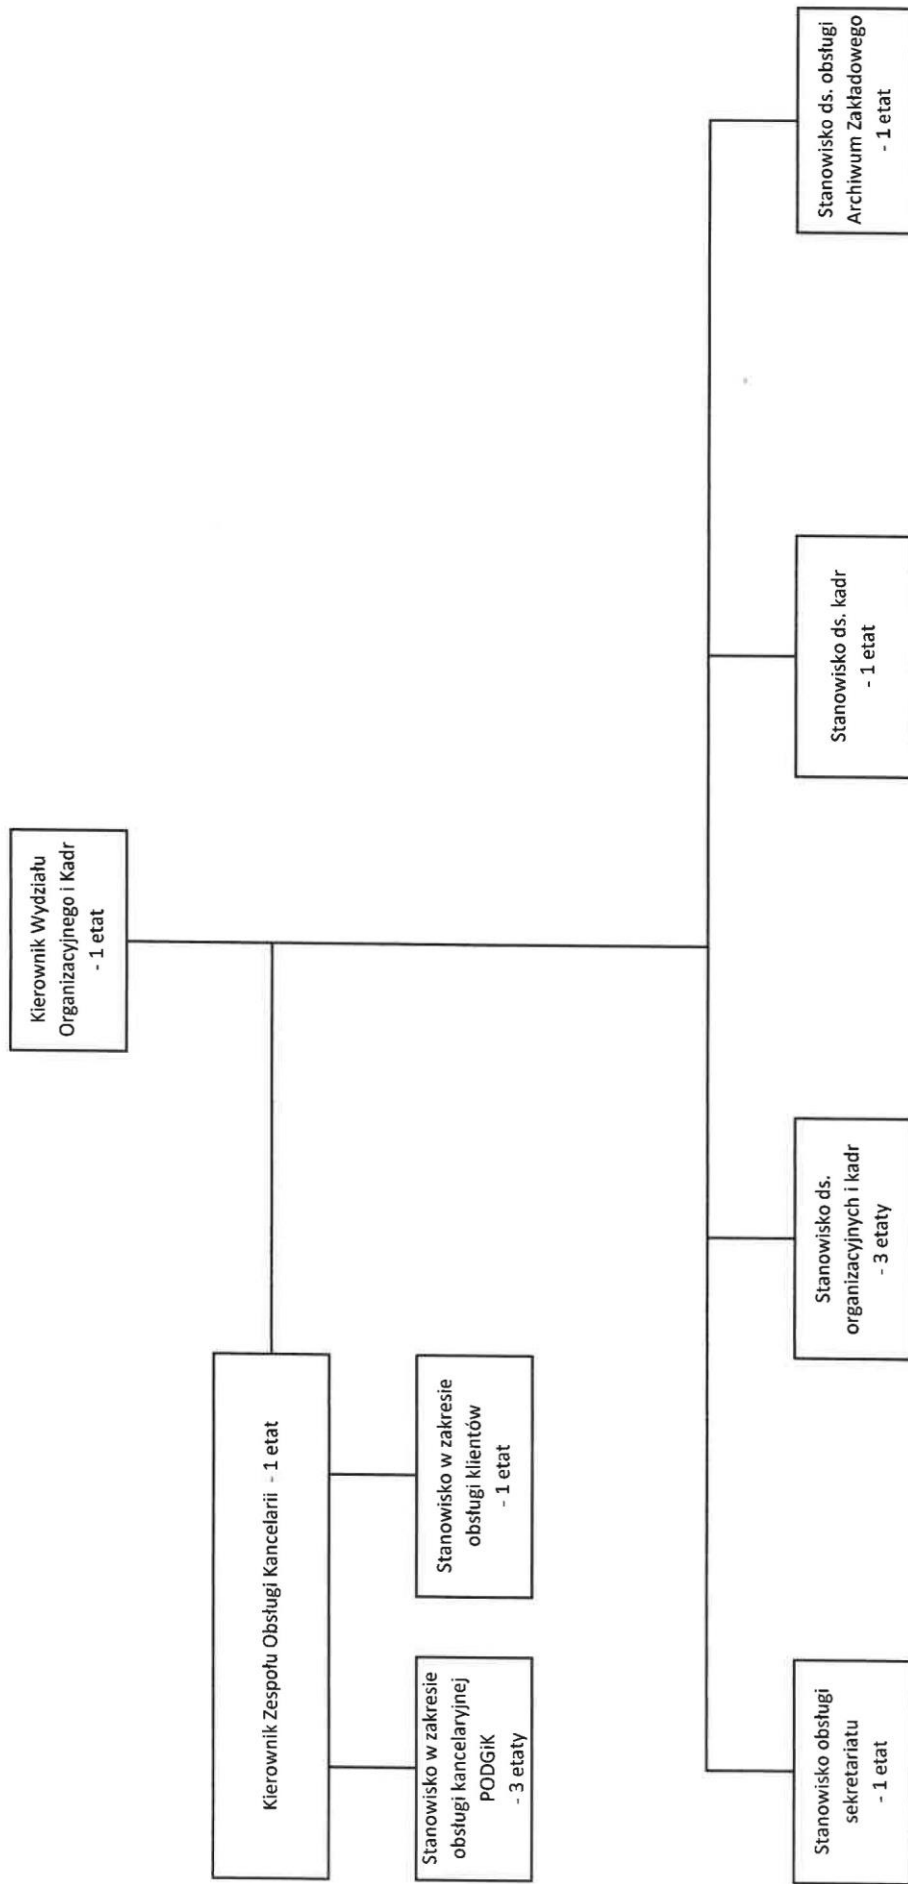 Kierownik Wydziału
Organizacyjnego i Kadr
- 1 etat
Kierownik Zespołu Obsługi Kancelarii - 1 etat
Stanowisko w zakresie
obsługi kancelaryjnej
PODGiK
- 3 etaty
Stanowisko w zakresie
obsługi klientów
- 1 etat
Stanowisko obsługi
sekretariatu
- 1 etat
Stanowisko ds.
organizacyjnych i kadr
- 3 etaty
Stanowisko ds. kadr
- 1 etat
Stanowisko ds. obsługi
Archiwum Zakładowego
- 1 etat